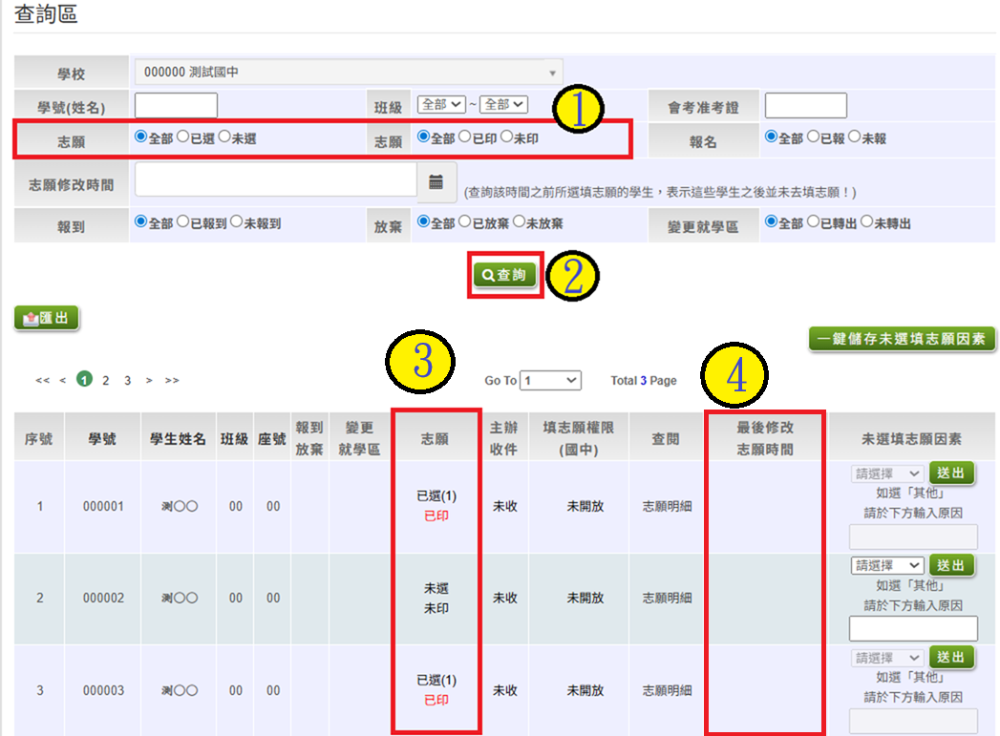 查詢區
學校 000000 測試國中
學號(姓名) 班級 全部 ~ 全部 會考准考證
1
志願 全部 已選 未選 志願 全部 已印 未印 報名 全部 已報 未報
志願修改時間 (查詢該時間之前所選填志願的學生，表示這些學生之後並未去填志願！)
報到 全部 已報到 未報到 放棄 全部 已放棄 未放棄 變更就學區 全部 已轉出 未轉出
查詢 2
匯出
一鍵儲存未選填志願因素
3 4
<< < 1 2 3 > >> Go To 1 Total 3 Page
序號 學號 學生姓名 班級 座號 報到 變更 志願 主辦 填志願權限 查閱 最後修改 未選填志願因素
放棄 就學區 收件 (國中) 志願時間
請選擇 送出
1 000001 測〇〇 00 00 已選(1) 未收 未開放 志願明細 如選「其他」
已印 請於下方輸入原因
請選擇 送出
2 000002 測〇〇 00 00 未選 未收 未開放 志願明細 如選「其他」
未印 請於下方輸入原因
請選擇 送出
3 000003 測〇〇 00 00 已選(1) 未收 未開放 志願明細 如選「其他」
已印 請於下方輸入原因